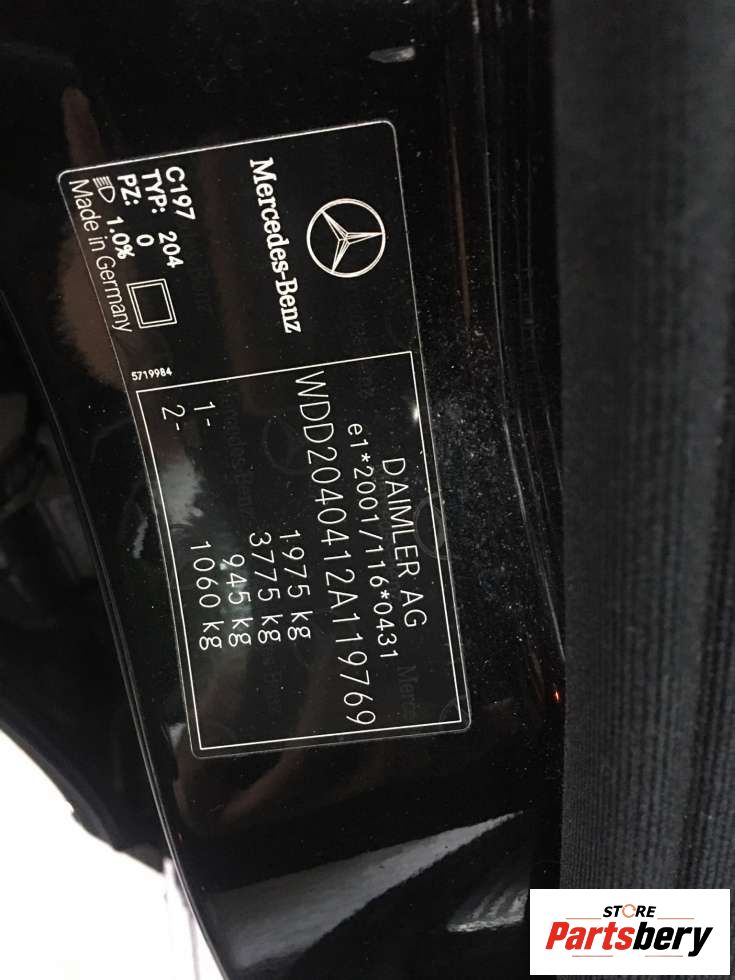 Mercedes-Benz
C197
TYP: 204
PZ: 0
1.0%
Made in Germany
5719984
DAIMLER AG
e1*2001/116*0431
WDD2040412A119769
1975 kg
3775 kg
1- 945 kg
2- 1060 kg
STORE
Partsbery